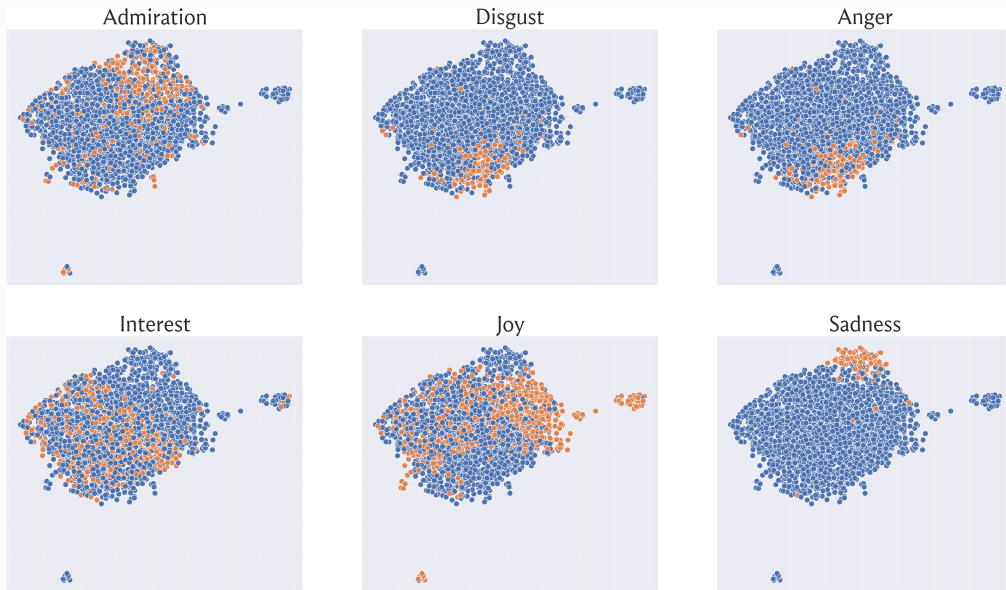 Admiration
Disgust
Anger
Interest
Joy
Sadness